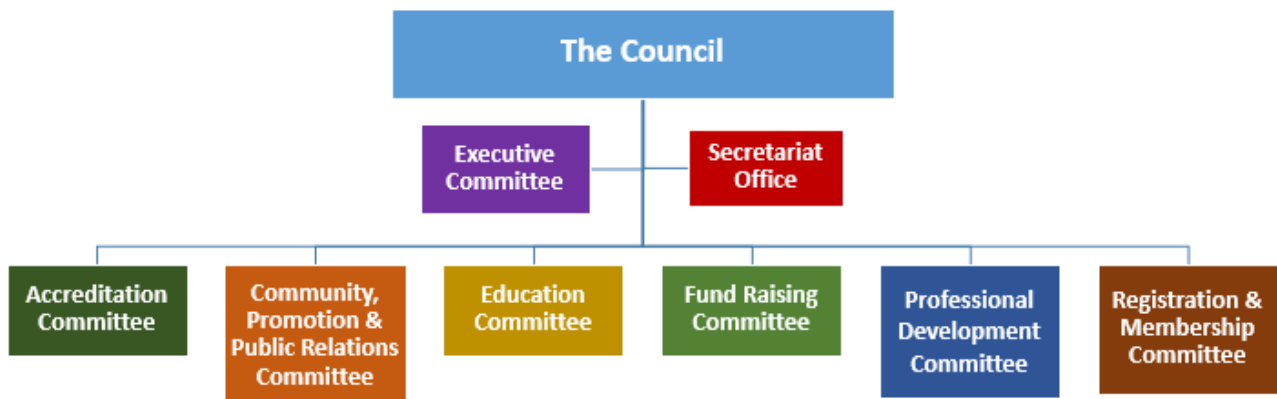 The Council
Executive
Committee
Secretariat
Office
Accreditation
Committee
Community,
Promotion &
Public Relations
Committee
Education
Committee
Fund Raising
Committee
Professional
Development
Committee
Registration &
Membership
Committee